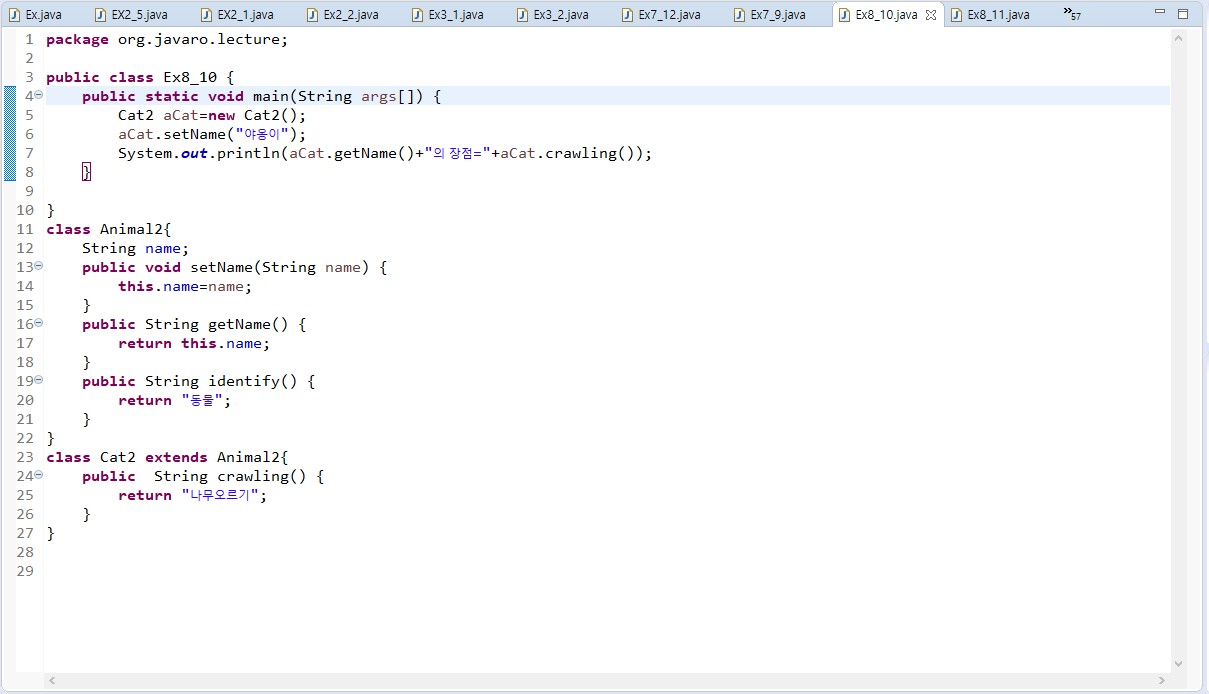 Ex.java EX2_5.java EX2_1.java Ex2_2.java Ex3_1.java Ex3_2.java Ex7_12.java Ex7_9.java Ex8_10.java Ex8_11.java »57
1 package org.javaro.lecture;
2
3 public class Ex8_10 {
4 public static void main(String args[]) {
5 Cat2 aCat=new Cat2();
6 aCat.setName("야옹이");
7 System.out.println(aCat.getName()+"의 장점="+aCat.crawling());
8 }
9
10 }
11 class Animal2{
12 String name;
13 public void setName(String name) {
14 this.name=name;
15 }
16 public String getName() {
17 return this.name;
18 }
19 public String identify() {
20 return "동물";
21 }
22 }
23 class Cat2 extends Animal2{
24 public  String crawling() {
25 return "나무오르기";
26 }
27 }
28
29